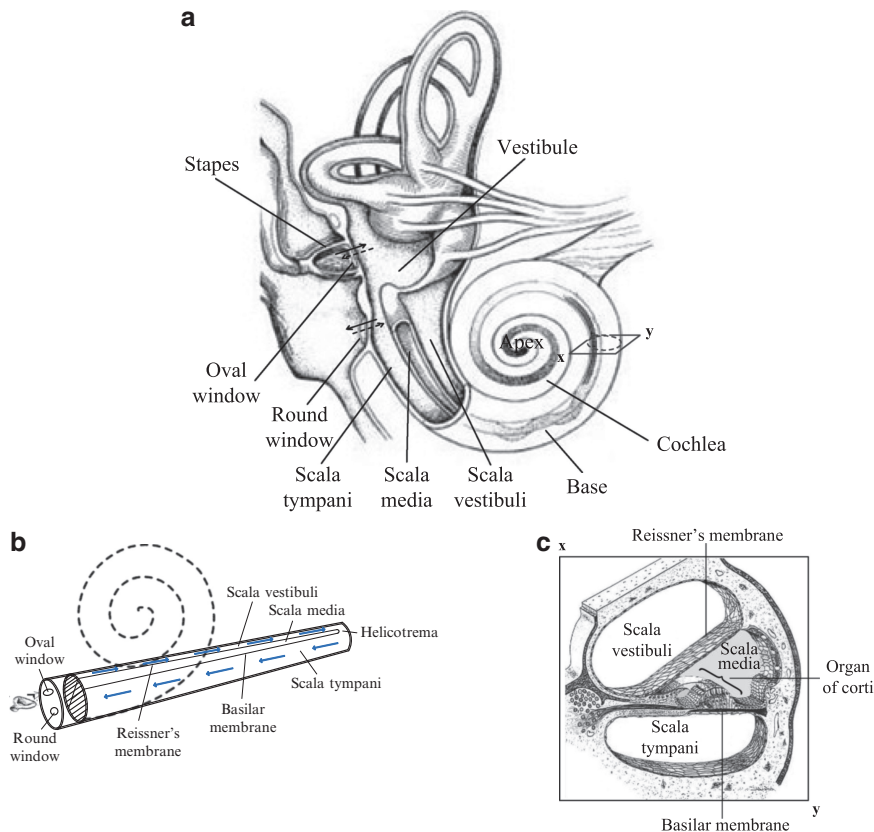 a
Vestibule
Stapes
y
Apex
x
Oval
window
Round
window
Cochlea
Scala
tympani
Scala
media
Scala
vestibuli
Base
b
Scala vestibuli
Scala media
Helicotrema
Oval
window
Scala tympani
Basilar
membrane
Reissner's
membrane
Round
window
c
x
Reissner's membrane
Scala
vestibuli
Scala
media
Organ
of corti
Scala
tympani
y
Basilar membrane